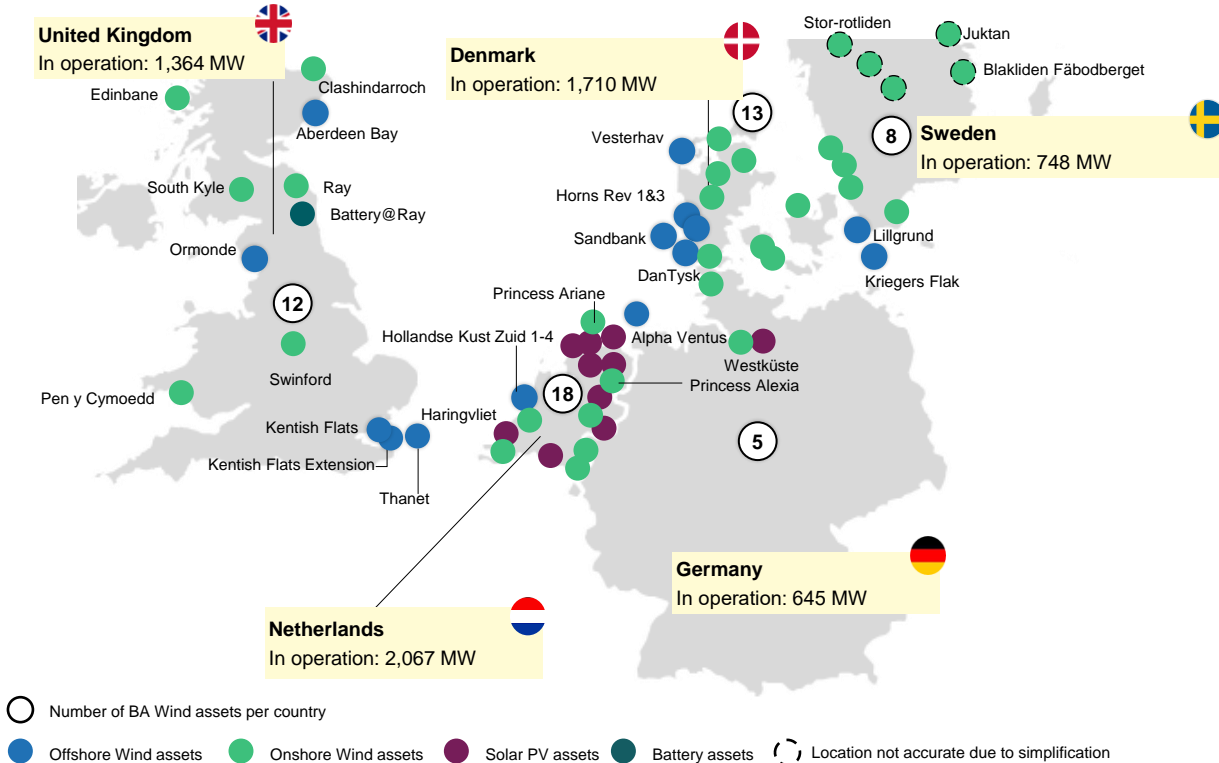 United Kingdom
In operation: 1,364 MW
Denmark
In operation: 1,710 MW
Stor-rotliden
Juktan
Blakliden Fäbodberget
Clashindarroch
Edinbane
Aberdeen Bay
13
8
Sweden
In operation: 748 MW
Vesterhav
South Kyle
Ray
Battery@Ray
Horns Rev 1&3
Sandbank
Lillgrund
Ormonde
DanTysk
Kriegers Flak
12
Princess Ariane
Hollandse Kust Zuid 1-4
Alpha Ventus
Westküste
Swinford
Princess Alexia
18
Pen y Cymoedd
Haringvliet
Kentish Flats
5
Kentish Flats Extension
Thanet
Germany
In operation: 645 MW
Netherlands
In operation: 2,067 MW
Number of BA Wind assets per country
Offshore Wind assets
Onshore Wind assets
Solar PV assets
Battery assets
Location not accurate due to simplification